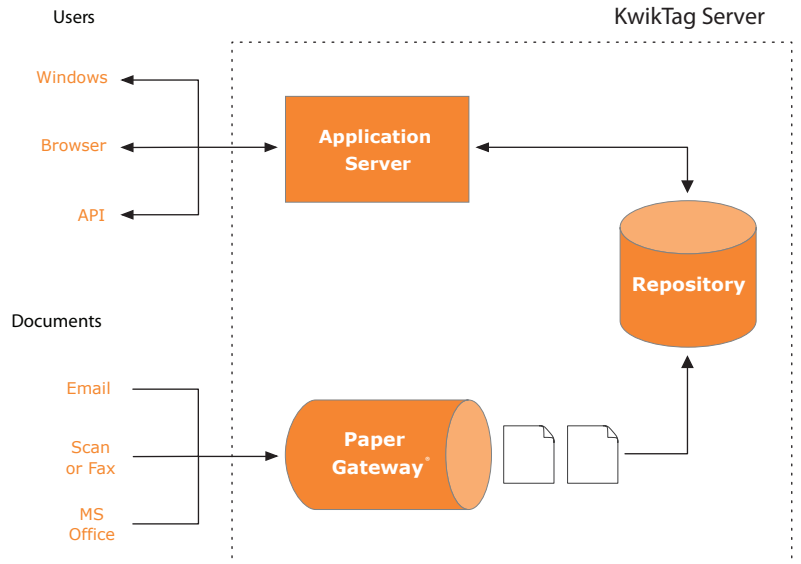 Users
KwikTag Server
Windows
Browser
API
Application
Server
Repository
Documents
Email
Scan
or Fax
MS
Office
Paper
Gateway®